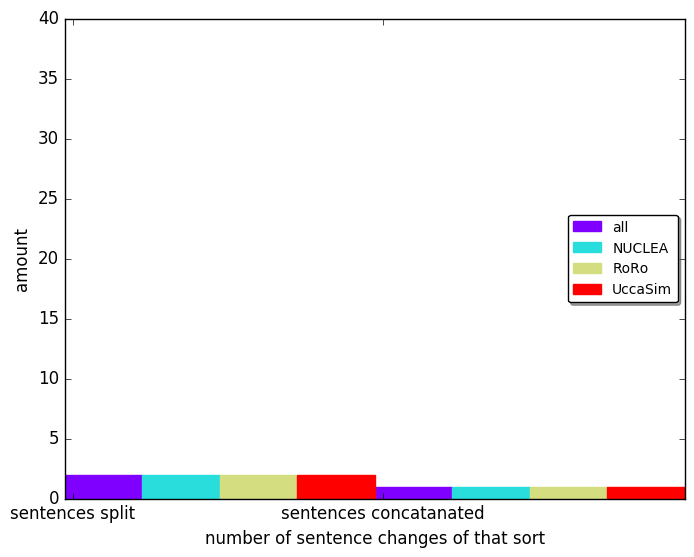 40
35
30
25
20
15
10
5
0
amount
all
NUCLEA
RoRo
UccaSim
sentences split
sentences concatanated
number of sentence changes of that sort